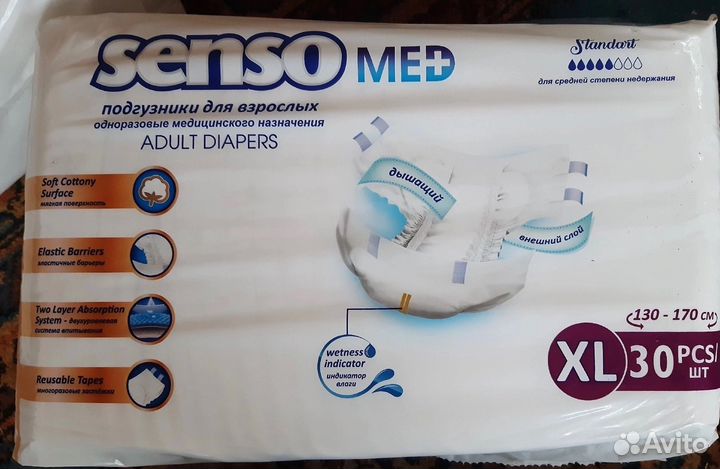 senso MED+
Standart
для средней степени недержания
подгузники для взрослых
одноразовые медицинского назначения
ADULT DIAPERS
дышащий
внешний слой
Soft Cottony
Surface
мягкая поверхность
Elastic Barriers
эластичные барьеры
Two Layer Absorption
System - двухуровневая
система впитывания
Reusable Tapes
многоразовые застёжки
wetness
indicator
индикатор
влаги
130 - 170 см
XL 30 PCS/
ШТ
Avito